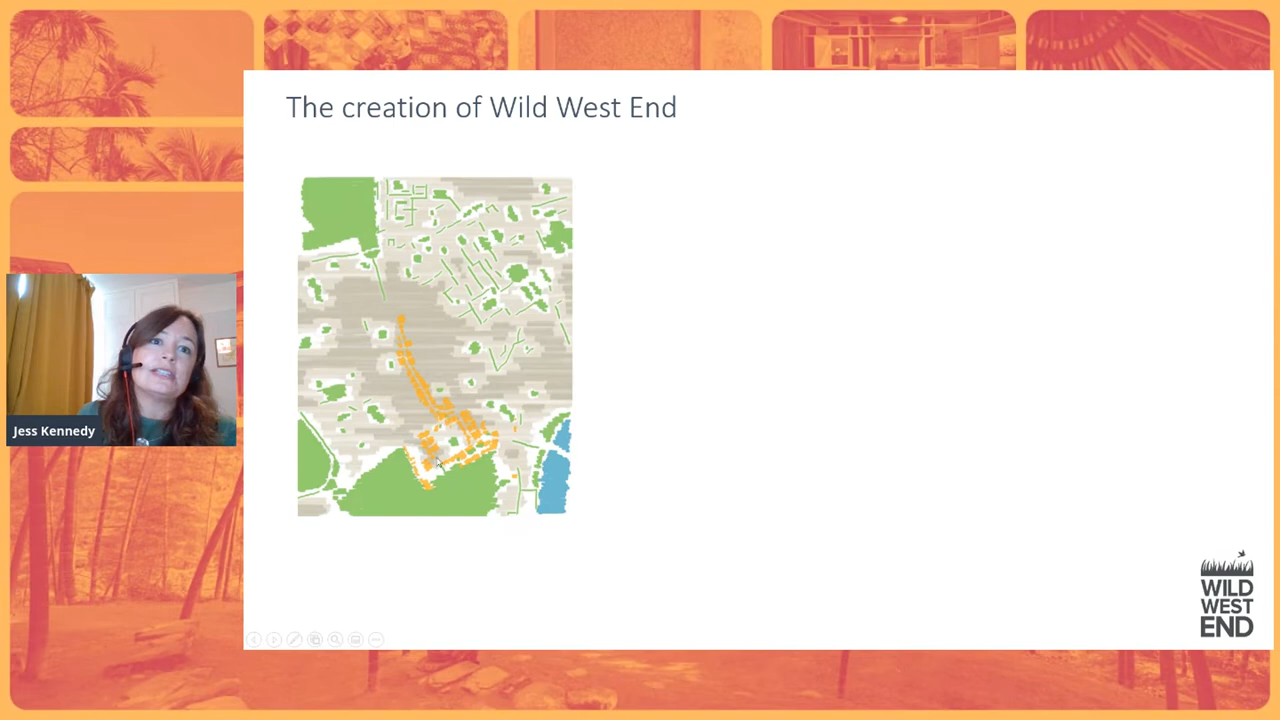 The creation of Wild West End
Jess Kennedy
WILD
WEST
END